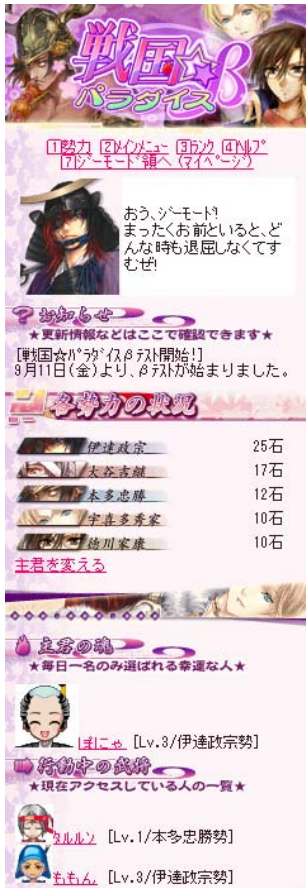 戦国☆
パラダイスβ
1勢力 2ﾒｲﾝﾒﾆｭｰ 3ﾗﾝｸ 4ﾍﾙﾌﾟ
7ｼﾞｰﾓｰﾄﾞ領へ(ﾏｲﾍﾟｰｼﾞ)
おう、ｼﾞｰﾓｰﾄﾞ!
まったくお前といると、ど
んな時も退屈しなくてす
むぜ!
?お知らせ
★更新情報などはここで確認できます★
[戦国☆ﾊﾟﾗﾀﾞｲｽβﾃｽﾄ開始!]
9月11日(金)より、βﾃｽﾄが始まりました。
各勢力の状況
伊達政宗 25石
大谷吉継 17石
本多忠勝 12石
宇喜多秀家 10石
徳川家康 10石
主君を変える
主君の魂
★毎日一名のみ選ばれる幸運な人★
ぽにゃ [Lv.3/伊達政宗勢]
行動中の武将
★現在アクセスしている人の一覧★
タルルソ [Lv.1/本多忠勝勢]
ももん [Lv.3/伊達政宗勢]